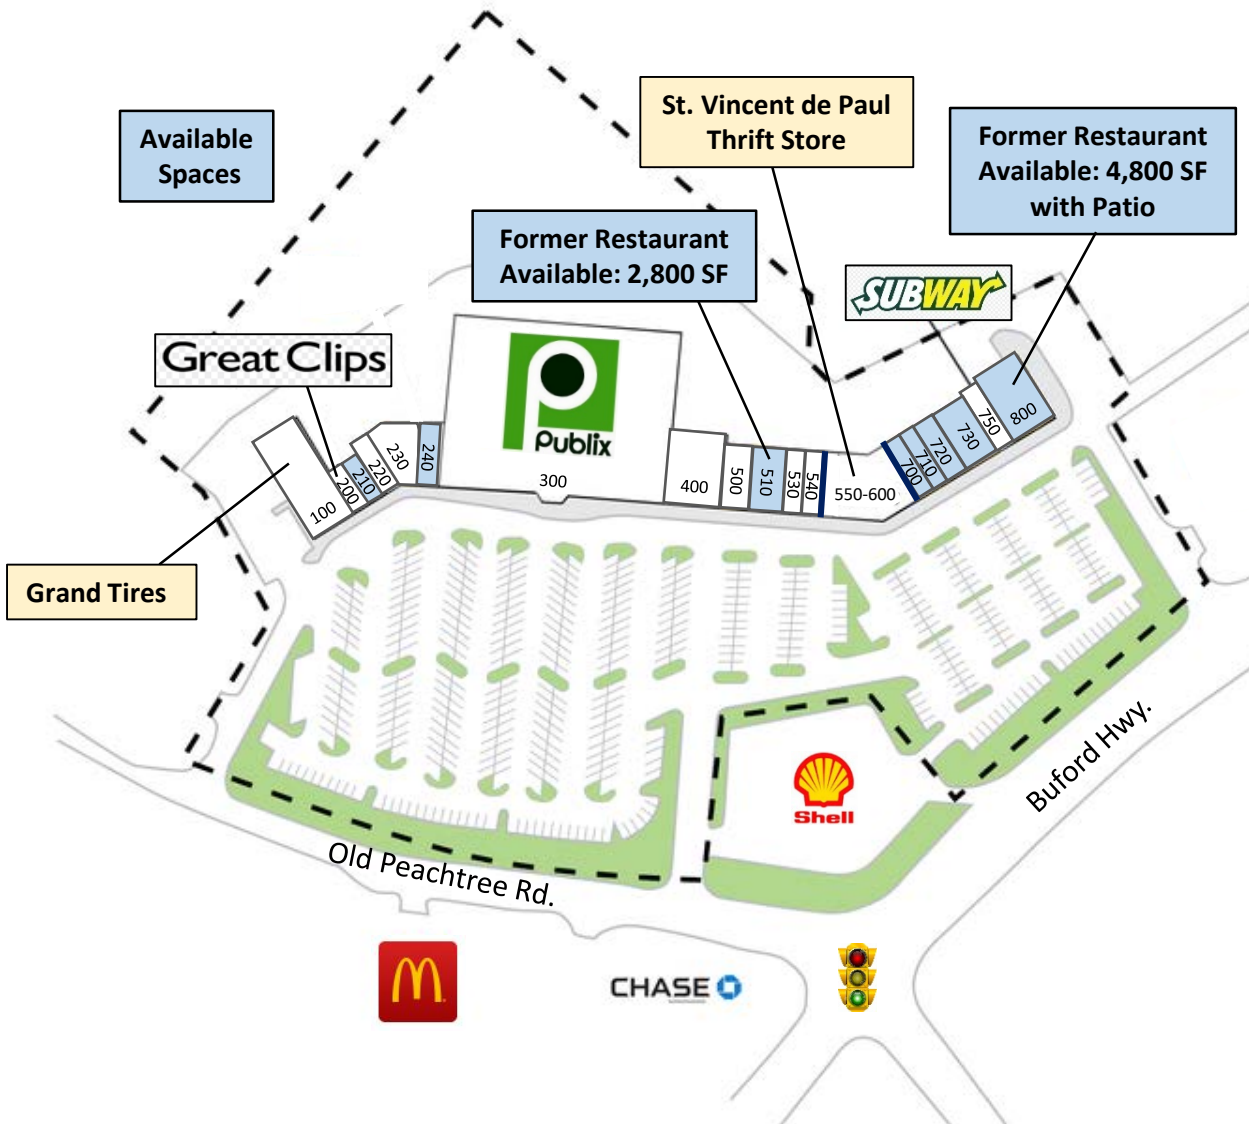 Available
Spaces
St. Vincent de Paul
Thrift Store
Former Restaurant
Available: 4,800 SF
with Patio
Former Restaurant
Available: 2,800 SF
SUBWAY
Great Clips
Publix
100
200
210
220
230
240
300
400
500
510
530
540
550-600
700
710
720
730
750
800
Grand Tires
Shell
Buford Hwy.
Old Peachtree Rd.
CHASE